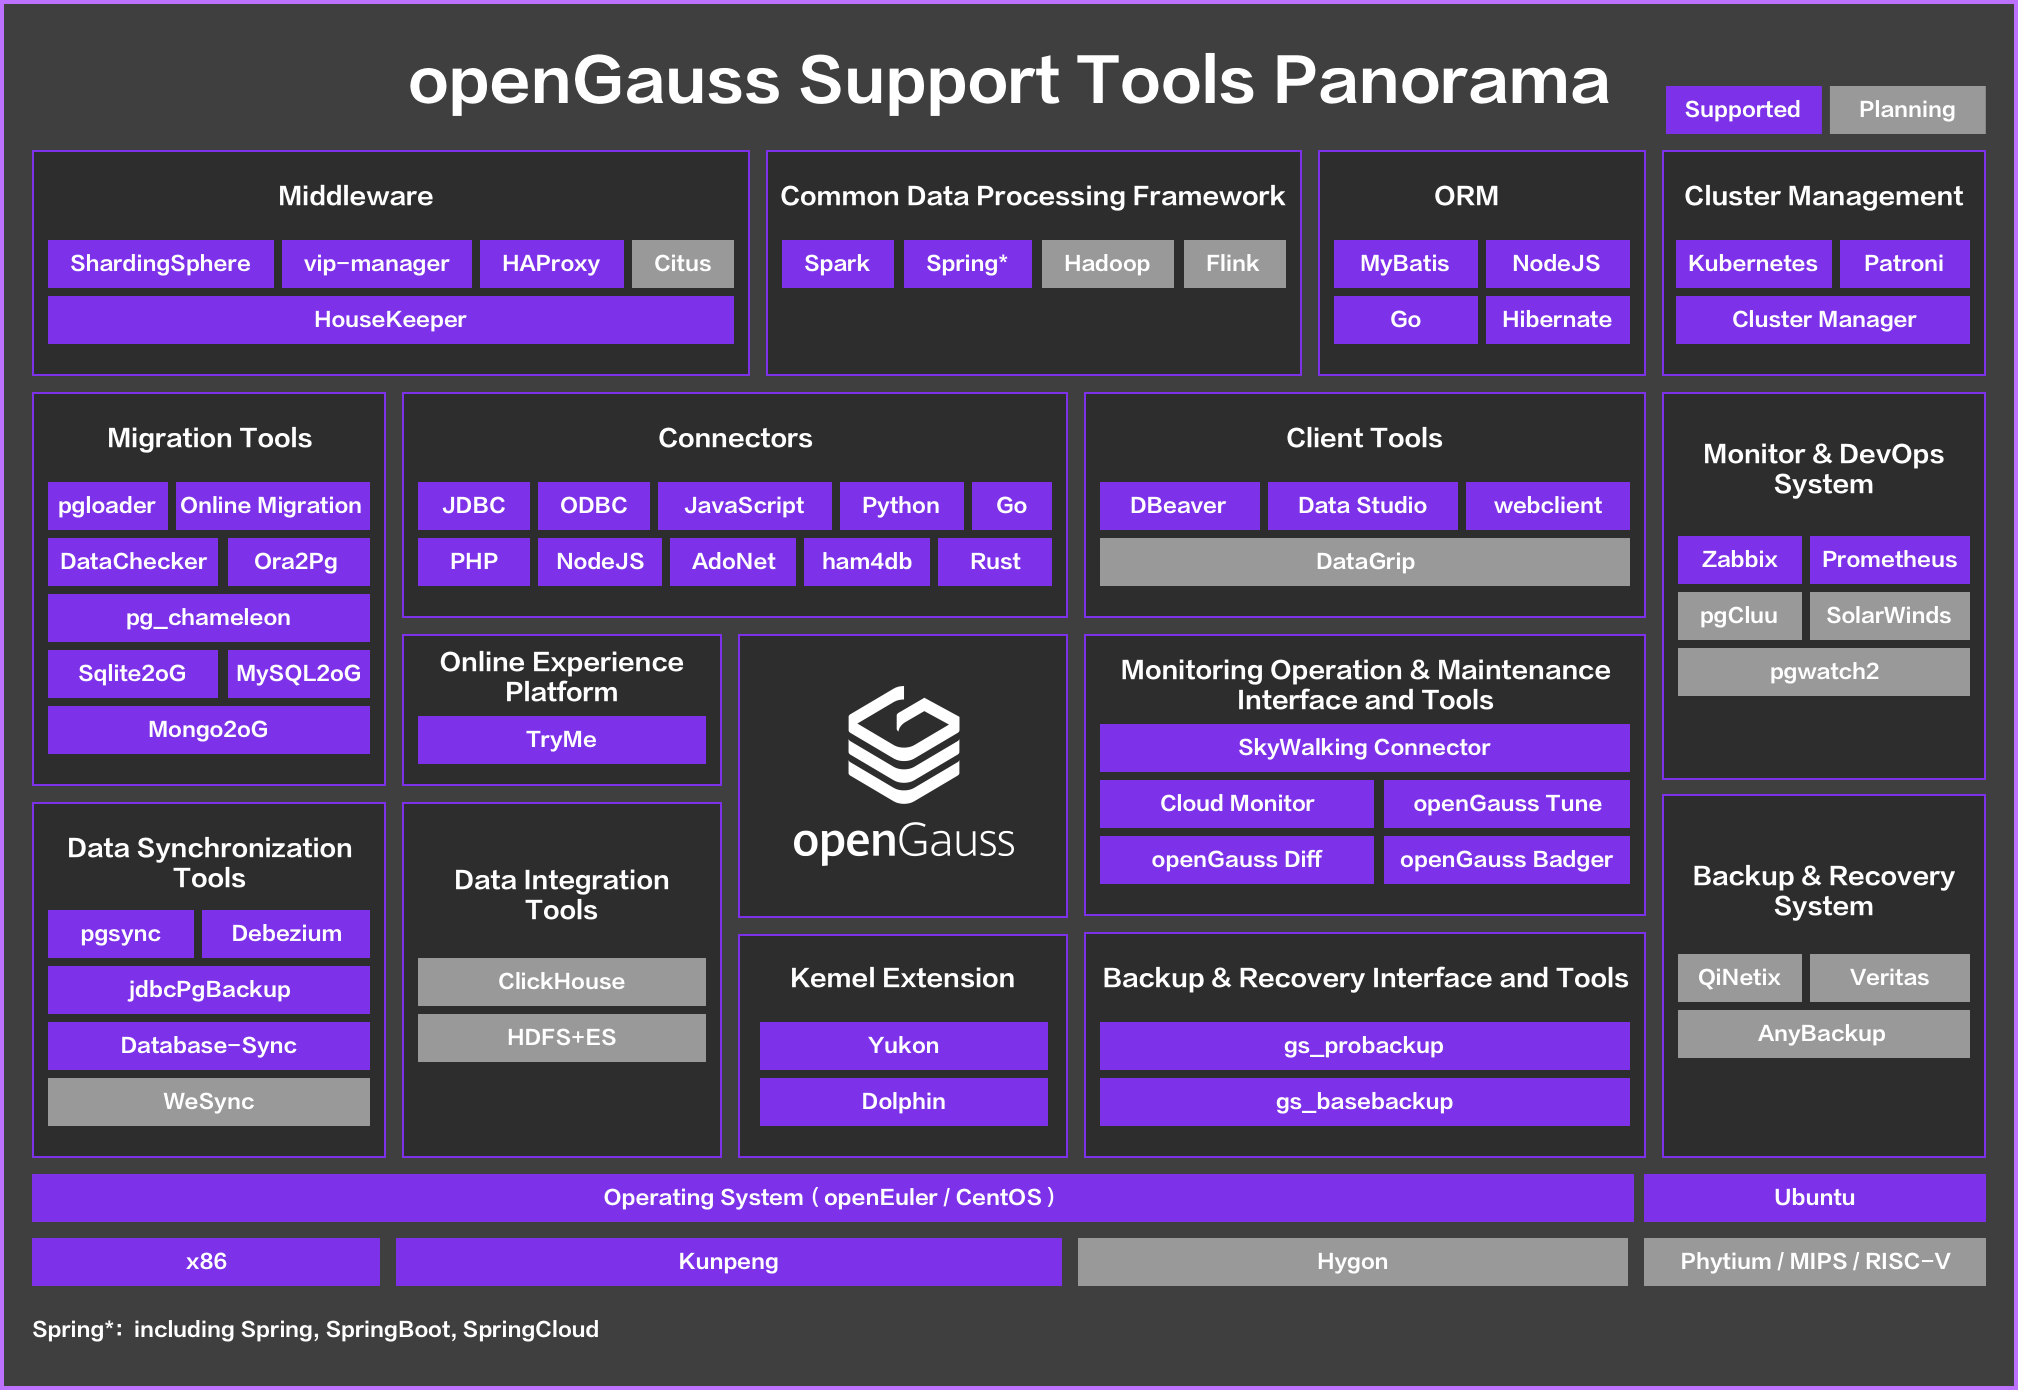 openGauss Support Tools Panorama
Supported
Planning
Middleware
ShardingSphere
vip-manager
HAProxy
Citus
HouseKeeper
Common Data Processing Framework
Spark
Spring*
Hadoop
Flink
ORM
MyBatis
NodeJS
Go
Hibernate
Cluster Management
Kubernetes
Patroni
Cluster Manager
Migration Tools
pgloader
Online Migration
DataChecker
Ora2Pg
pg_chameleon
Sqlite2oG
MySQL2oG
Mongo2oG
Connectors
JDBC
ODBC
JavaScript
Python
Go
PHP
NodeJS
AdoNet
ham4db
Rust
Client Tools
DBeaver
Data Studio
webclient
DataGrip
Monitor & DevOps
System
Zabbix
Prometheus
pgCluu
SolarWinds
pgwatch2
Online Experience
Platform
TryMe
openGauss
Monitoring Operation & Maintenance
Interface and Tools
SkyWalking Connector
Cloud Monitor
openGauss Tune
openGauss Diff
openGauss Badger
Data Synchronization
Tools
pgsync
Debezium
jdbcPgBackup
Database-Sync
WeSync
Data Integration
Tools
ClickHouse
HDFS+ES
Kemel Extension
Yukon
Dolphin
Backup & Recovery Interface and Tools
gs_probackup
gs_basebackup
Backup & Recovery
System
QiNetix
Veritas
AnyBackup
Operating System ( openEuler / CentOS )
Ubuntu
x86
Kunpeng
Hygon
Phytium / MIPS / RISC-V
Spring*: including Spring, SpringBoot, SpringCloud